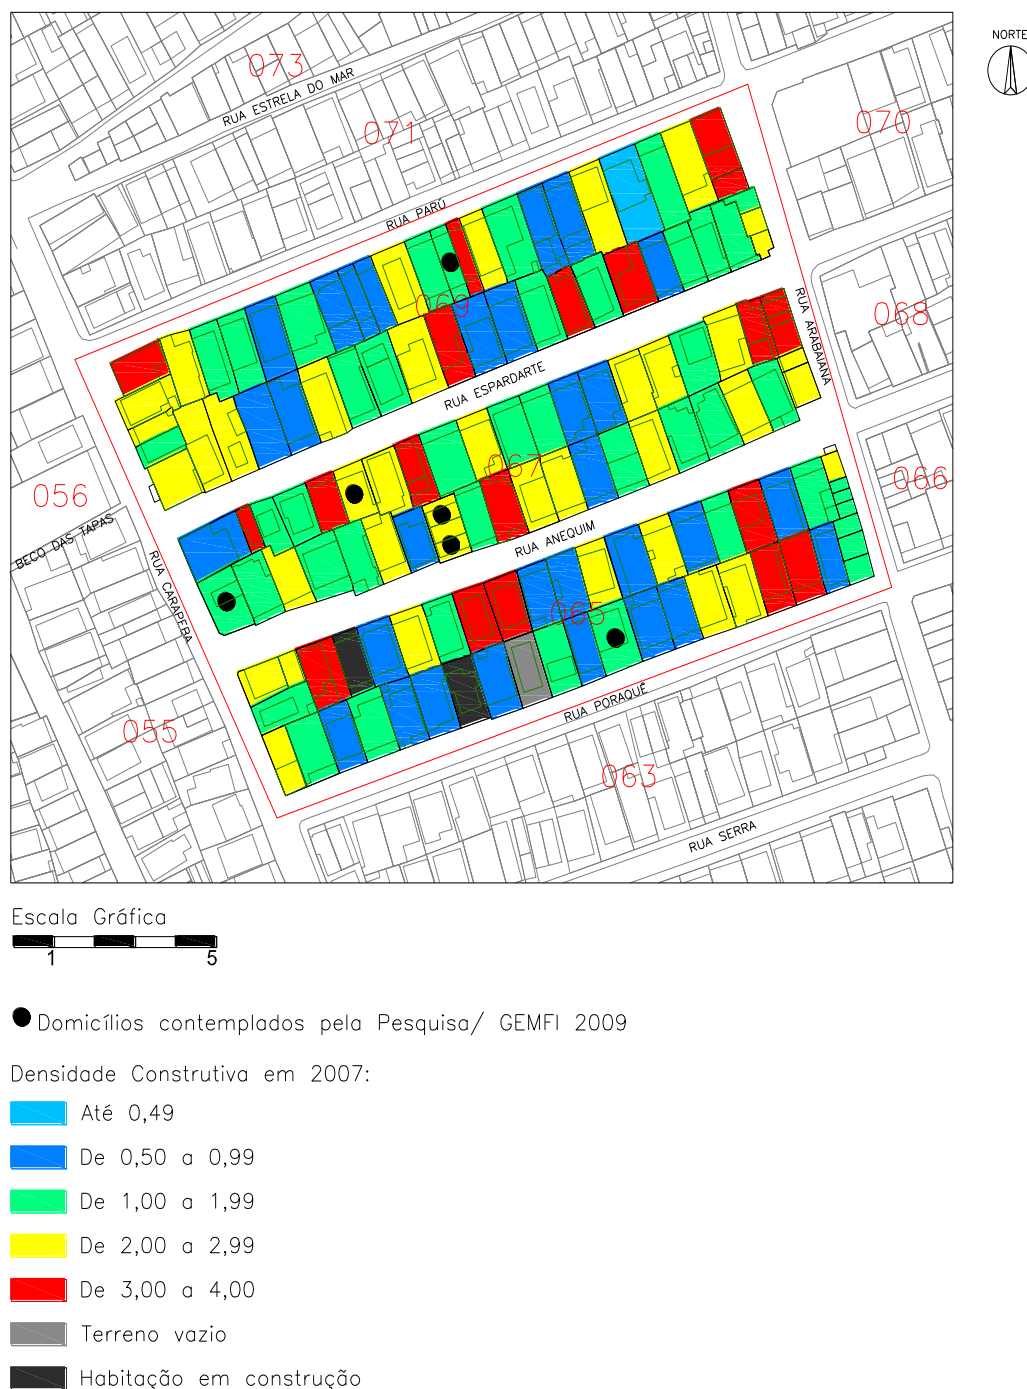 NORTE
073
RUA ESTRELA DO MAR
071
070
RUA PARÚ
069
068
RUA ARABAIANA
RUA ESPARDARTE
067
066
056
BECO DAS TAPAS
RUA CARAPEBA
RUA ANEQUIM
065
RUA PORAQUÊ
055
063
RUA SERRA
Escala Gráfica
1 5
Domicílios contemplados pela Pesquisa/ GEMFI 2009
Densidade Construtiva em 2007:
Até 0,49
De 0,50 a 0,99
De 1,00 a 1,99
De 2,00 a 2,99
De 3,00 a 4,00
Terreno vazio
Habitação em construção